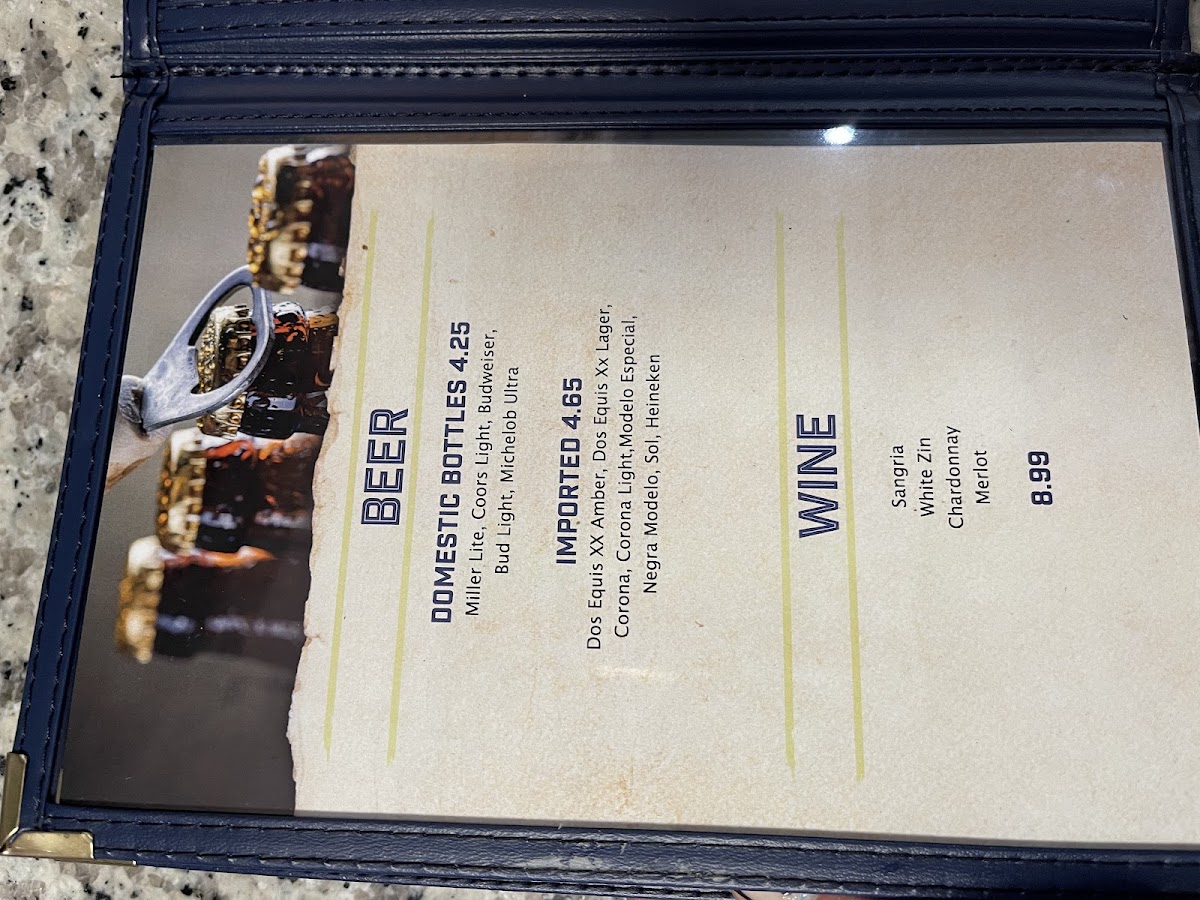 BEER
DOMESTIC BOTTLES 4.25
Miller Lite, Coors Light, Budweiser,
Bud Light, Michelob Ultra
IMPORTED 4.65
Dos Equis XX Amber, Dos Equis Xx Lager,
Corona, Corona Light,Modelo Especial,
Negra Modelo, Sol, Heineken
WINE
Sangria
White Zin
Chardonnay
Merlot
8.99